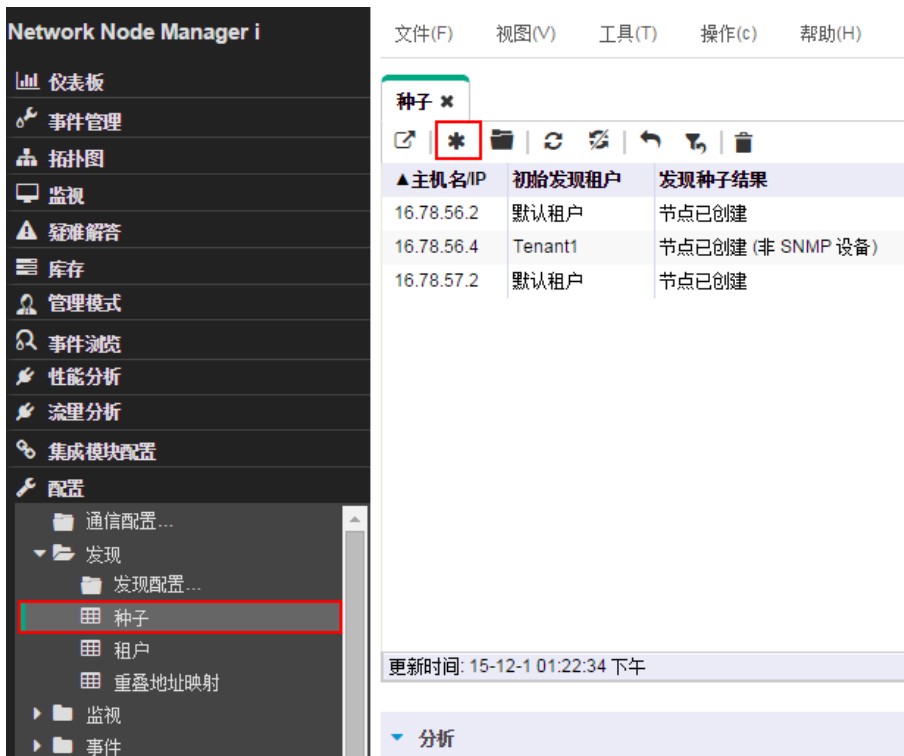 Network Node Manager i
仪表板
事件管理
拓扑图
监视
疑难解答
库存
管理模式
事件浏览
性能分析
流里分析
集成模块配置
配置
通信配置...
发现
发现配置...
种子
租户
重叠地址映射
监视
事件
文件(F) 视图(V) 工具(T) 操作(c) 帮助(H)
种子
▲主机名/IP 初始发现租户 发现种子结果
16.78.56.2 默认租户 节点已创建
16.78.56.4 Tenant1 节点已创建 (非 SNMP 设备)
16.78.57.2 默认租户 节点已创建
更新时间: 15-12-1 01:22:34 下午
分析